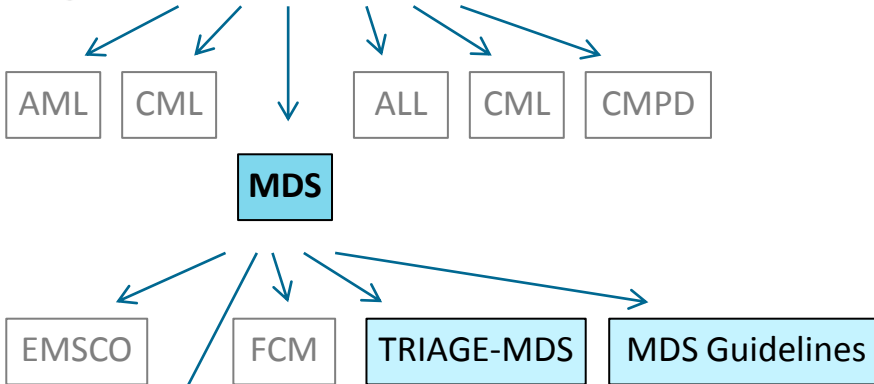 AML CML ALL CML CMPD
MDS
EMSCO FCM TRIAGE-MDS MDS Guidelines